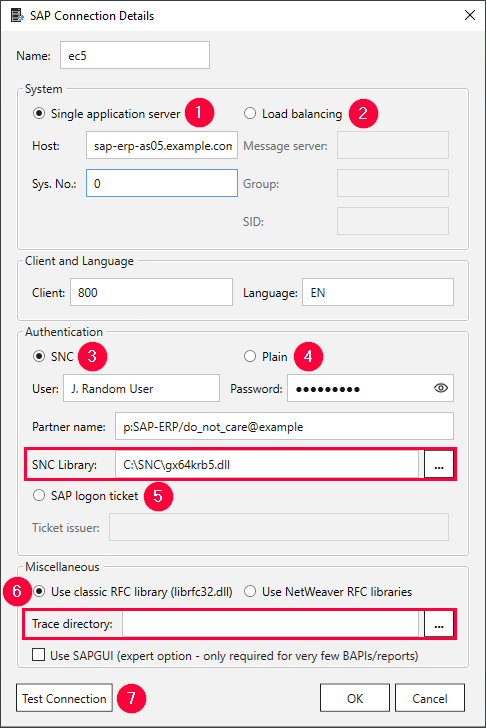 SAP Connection Details
Name: ec5
System
Single application server 1 Load balancing 2
Host: sap-erp-as05.example.com Message server:
Sys. No.: 0 Group:
SID:
Client and Language
Client: 800 Language: EN
Authentication
SNC 3 Plain 4
User: J. Random User Password: ●●●●●●●●●
Partner name: p:SAP-ERP/do_not_care@example
SNC Library: C:\SNC\gx64krb5.dll ...
SAP logon ticket 5
Ticket issuer:
Miscellaneous
6 Use classic RFC library (librfc32.dll) Use NetWeaver RFC libraries
Trace directory: ...
Use SAPGUI (expert option - only required for very few BAPIs/reports)
Test Connection 7 OK Cancel